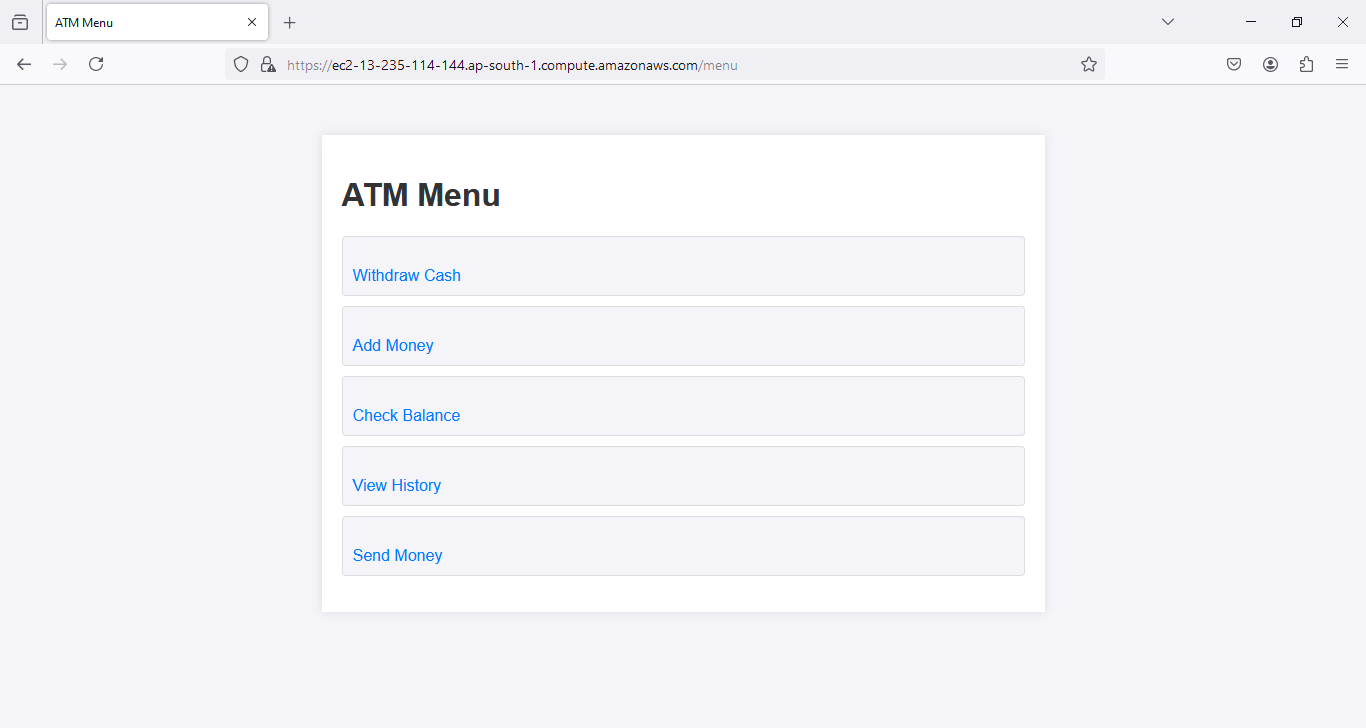 ATM Menu
https://ec2-13-235-114-144.ap-south-1.compute.amazonaws.com/menu
ATM Menu
Withdraw Cash
Add Money
Check Balance
View History
Send Money